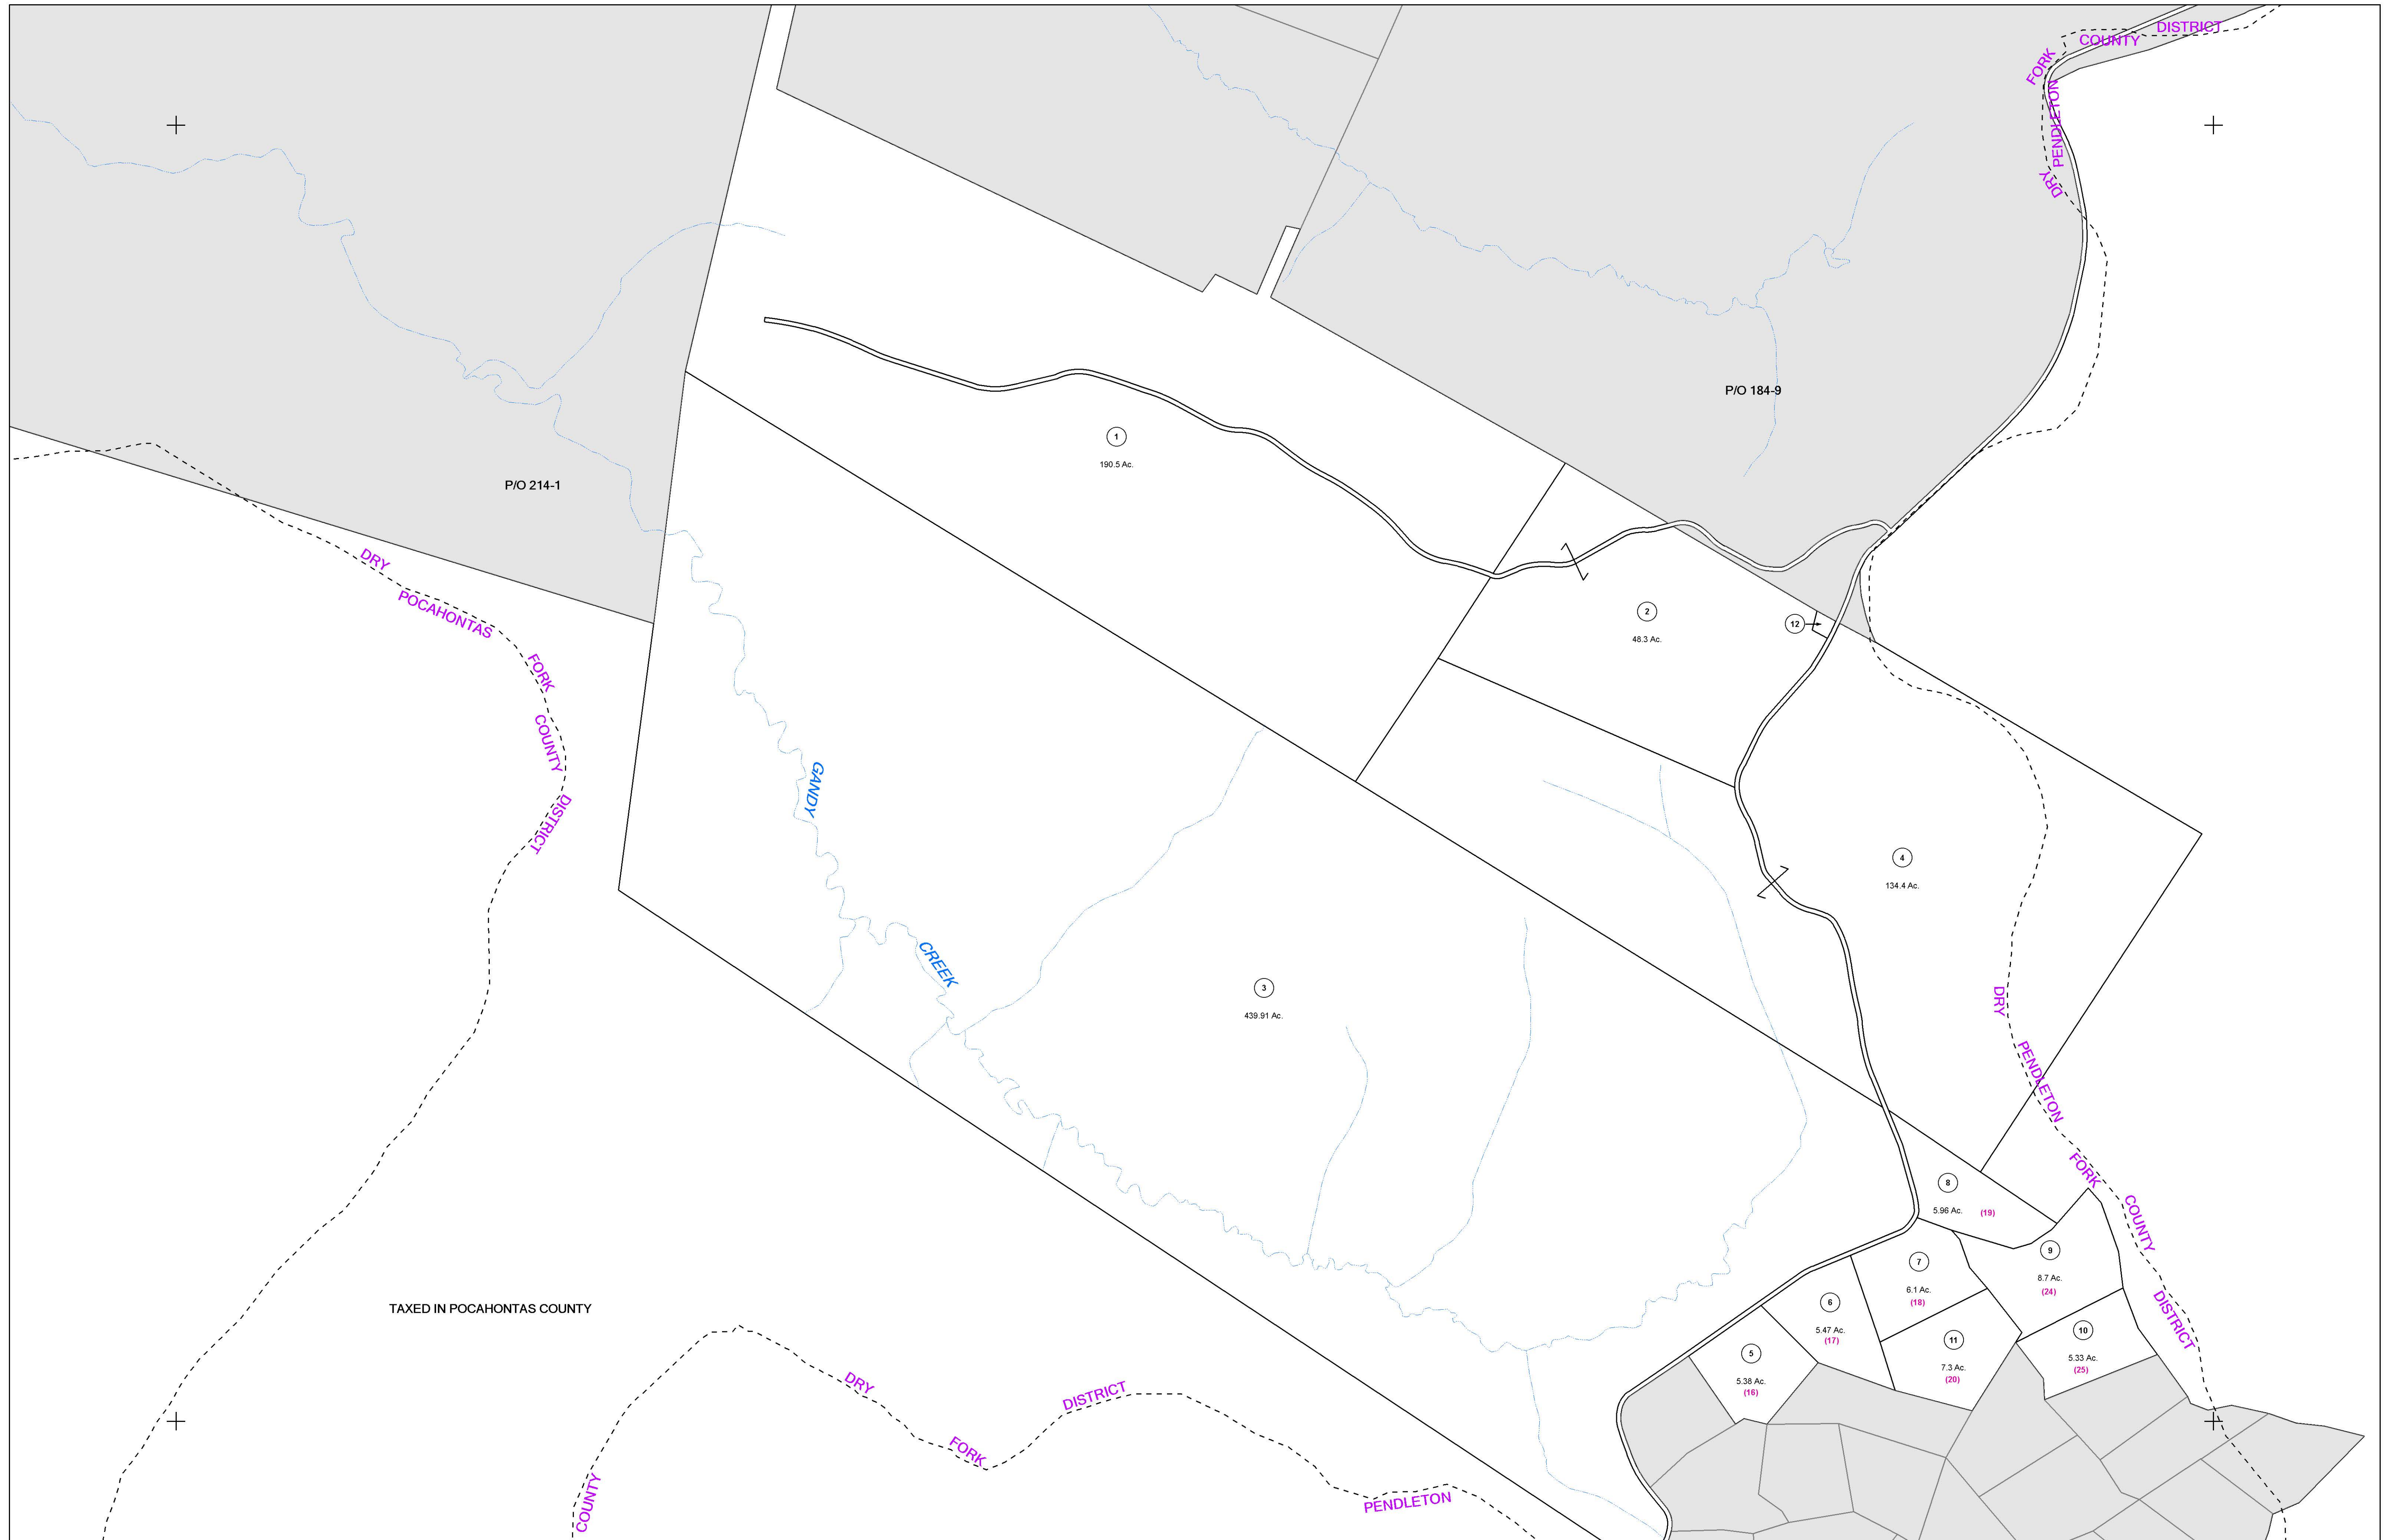 DISTRICT
COUNTY
FORK
PENDLETON
DRY
P/O 184-9
1
190.5 Ac.
P/O 214-1
DRY
POCAHONTAS
FORK
COUNTY
DISTRICT
2
48.3 Ac.
12
GANDY
CREEK
4
134.4 Ac.
3
439.91 Ac.
DRY
PENDLETON
FORK
COUNTY
DISTRICT
8
5.96 Ac. (19)
9
8.7 Ac.
(24)
7
6.1 Ac.
(18)
6
5.47 Ac.
(17)
10
5.33 Ac.
(25)
11
7.3 Ac.
(20)
5
5.38 Ac.
(16)
TAXED IN POCAHONTAS COUNTY
DRY
DISTRICT
FORK
COUNTY
PENDLETON